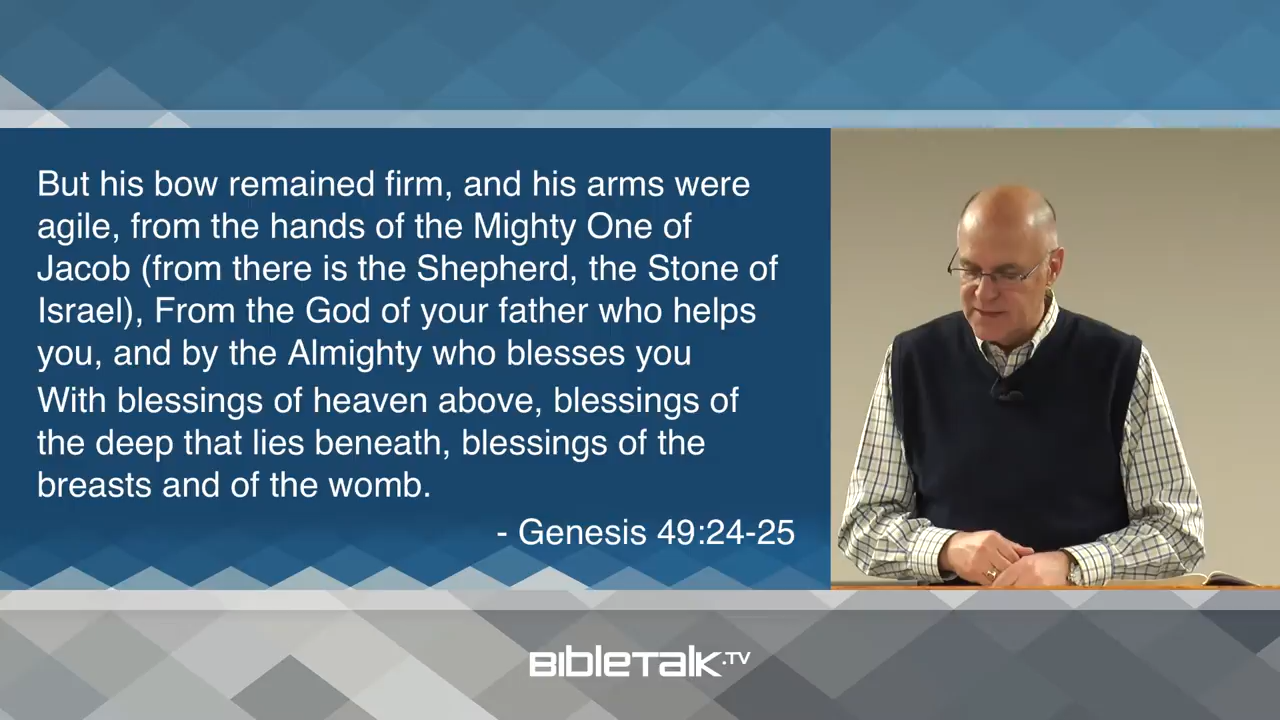 But his bow remained firm, and his arms were
agile, from the hands of the Mighty One of
Jacob (from there is the Shepherd, the Stone of
Israel), From the God of your father who helps
you, and by the Almighty who blesses you
With blessings of heaven above, blessings of
the deep that lies beneath, blessings of the
breasts and of the womb.
- Genesis 49:24-25
BibleTalk.TV